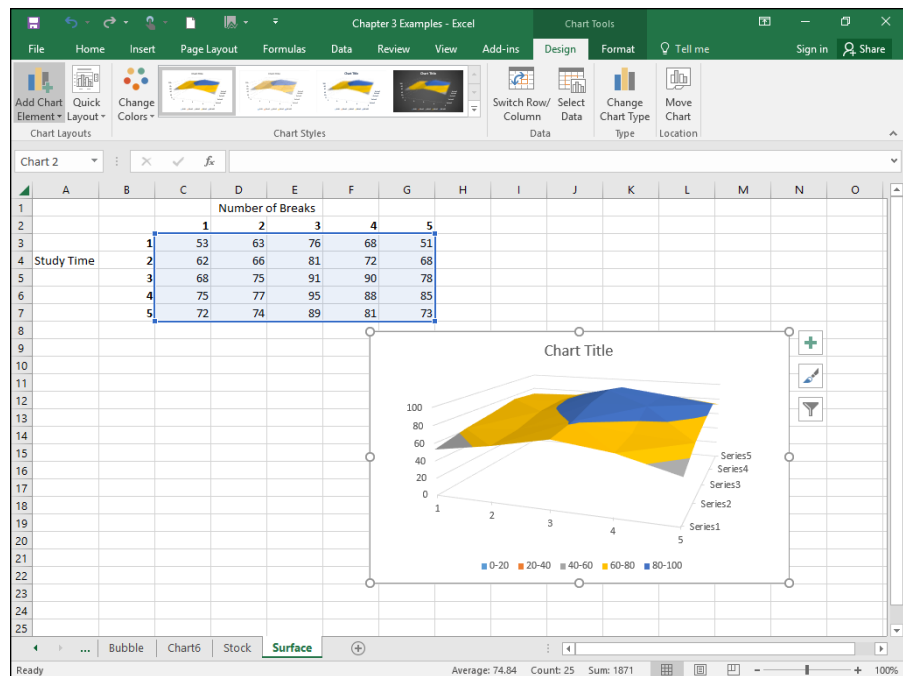 Chapter 3 Examples - Excel Chart Tools
File Home Insert Page Layout Formulas Data Review View Add-ins Design Format Tell me Sign in Share
Add Chart Element Quick Layout Change Colors Switch Row/ Column Select Data Change Chart Type Move Chart
Chart Layouts Chart Styles Data Type Location
Chart 2 fx
A B C D E F G H I J K L M N O
1 Number of Breaks
2 1 2 3 4 5
3 1 53 63 76 68 51
4 Study Time 2 62 66 81 72 68
5 3 68 75 91 90 78
6 4 75 77 95 88 85
7 5 72 74 89 81 73
8
9
10
11
12
13
14
15
16
17
18
19
20
21
22
23
24
25
Chart Title
100
80
60
40
20
0
1 2 3 4 5
Series5
Series4
Series3
Series2
Series1
0-20 20-40 40-60 60-80 80-100
... Bubble Chart6 Stock Surface
Ready Average: 74.84 Count: 25 Sum: 1871 100%